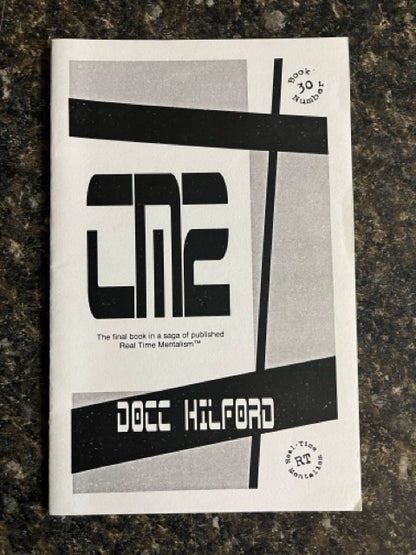 Book
30
Number
CM2
The final book in a saga of published
Real Time Mentalism™
DOCC HILFORD
Real-Time
RT
Mentalism